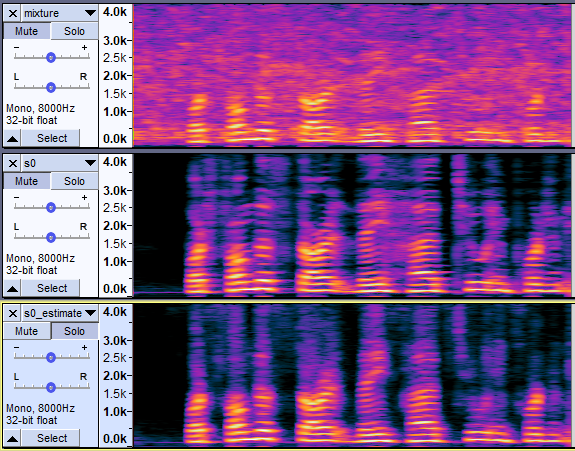 mixture
Mute Solo
- +
L R
Mono, 8000Hz
32-bit float
Select
4.0k
3.0k
2.5k
2.0k
1.5k
1.0k
0.0k
s0
Mute Solo
- +
L R
Mono, 8000Hz
32-bit float
Select
4.0k
3.0k
2.5k
2.0k
1.5k
1.0k
0.0k
s0_estimate
Mute Solo
- +
L R
Mono, 8000Hz
32-bit float
Select
4.0k
3.0k
2.5k
2.0k
1.5k
1.0k
0.0k